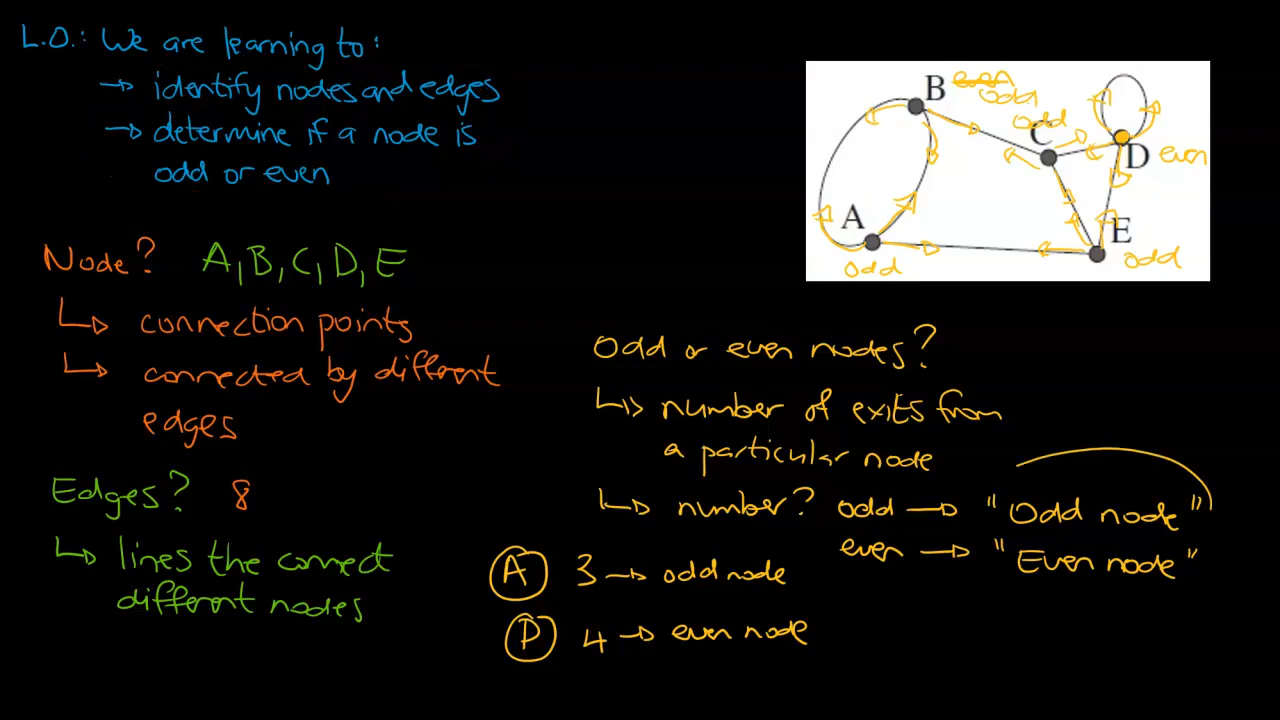 L.O.: We are learning to:
→ identify nodes and edges
→ determine if a node is
odd or even
Node? A, B, C, D, E
↳ connection points
↳ connected by different
edges
Edges? 8
↳ lines the connect
different nodes
B even odd
odd
C
D even
A
E
odd
odd
Odd or even nodes?
↳ number of exits from
a particular node
↳ number? odd → "Odd node"
even → "Even node"
A 3 → odd node
D 4 → even node